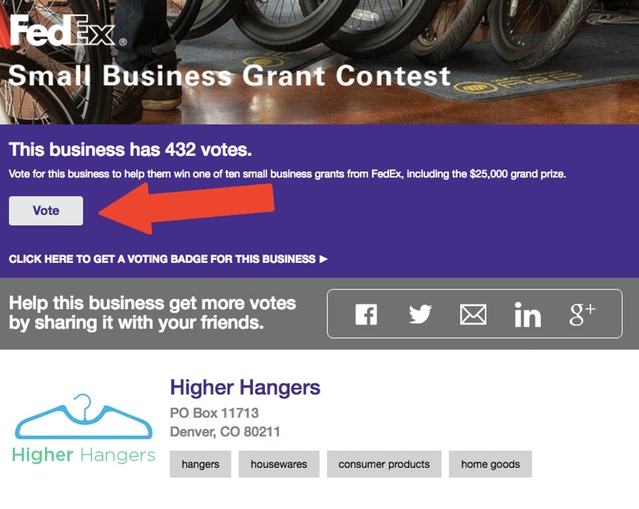 FedEx®
Small Business Grant Contest
This business has 432 votes.
Vote for this business to help them win one of ten small business grants from FedEx, including the $25,000 grand prize.
Vote
CLICK HERE TO GET A VOTING BADGE FOR THIS BUSINESS ▶
Help this business get more votes
by sharing it with your friends.
f in g+
Higher Hangers
PO Box 11713
Denver, CO 80211
Higher Hangers
hangers housewares consumer products home goods